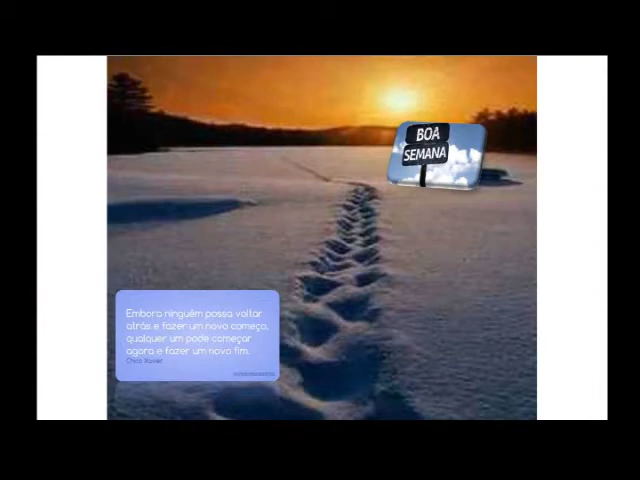 BOA
SEMANA
Embora ninguém possa voltar
atrás e fazer um novo começo,
qualquer um pode começar
agora e fazer um novo fim.
Chico Xavier